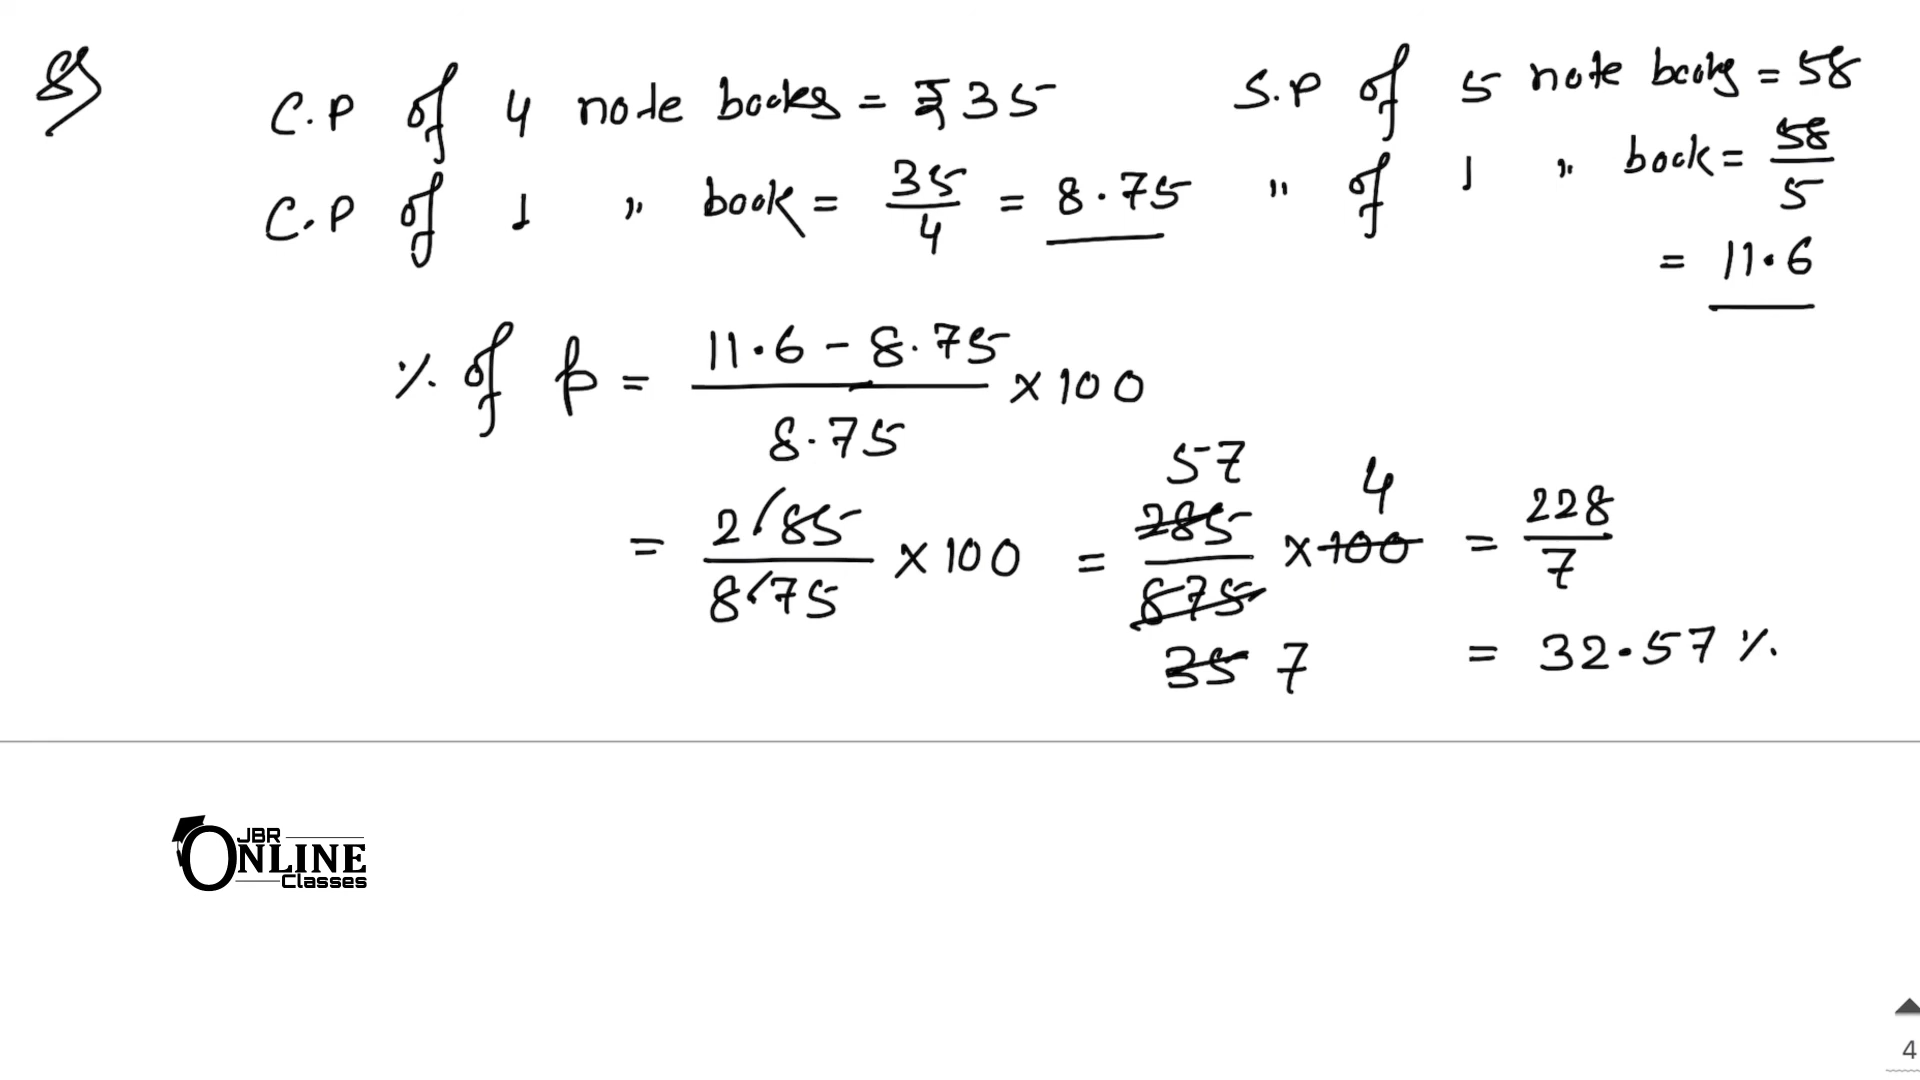 8)
C.P of 4 note books = ₹35
C.P of 1 " book = 35/4 = 8.75
S.P of 5 note books = 58
" of 1 " book = 58/5
= 11.6
% of p = 11.6 - 8.75 / 8.75 × 100
= 2.85 / 8.75 × 100 = 285 / 875 × 100 = 228 / 7
57 4
35 7
= 32.57 %
JBR
ONLINE
Classes
4